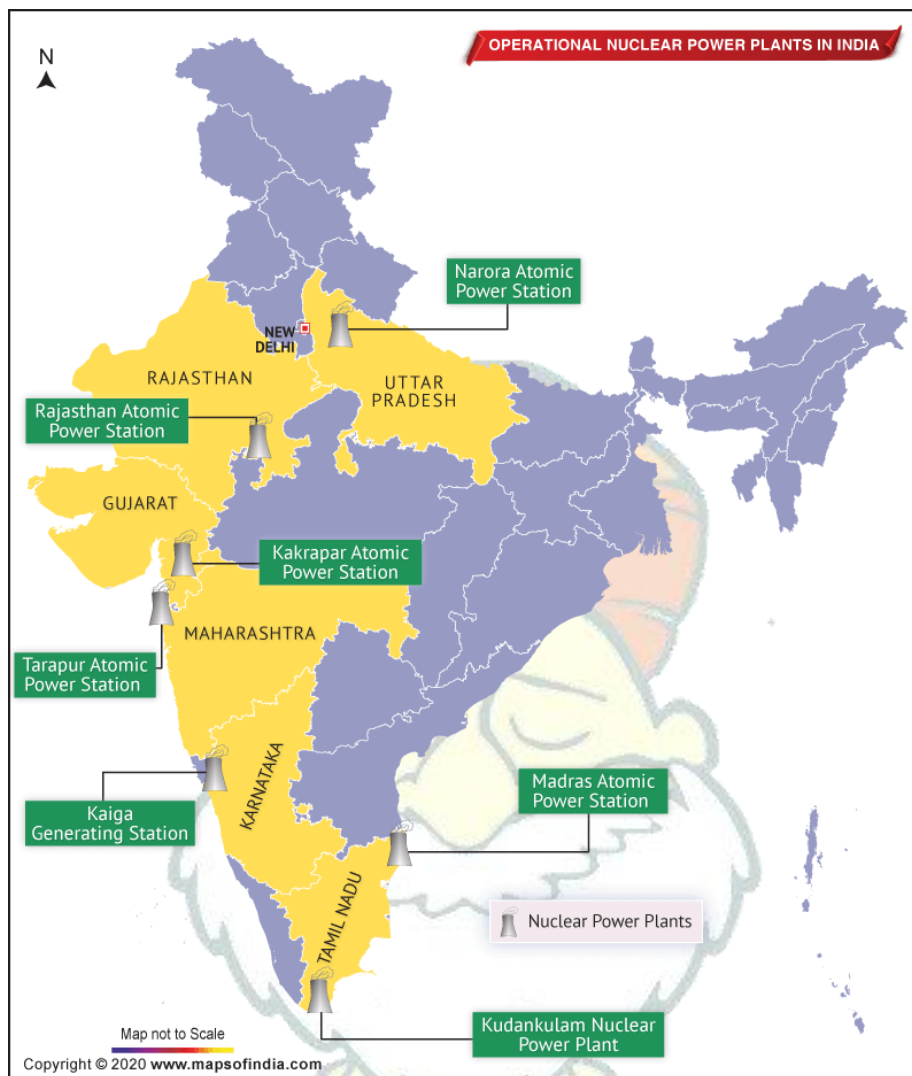 OPERATIONAL NUCLEAR POWER PLANTS IN INDIA
N
Narora Atomic
Power Station
NEW
DELHI
RAJASTHAN
UTTAR
PRADESH
Rajasthan Atomic
Power Station
GUJARAT
Kakrapar Atomic
Power Station
MAHARASHTRA
Tarapur Atomic
Power Station
KARNATAKA
Madras Atomic
Power Station
Kaiga
Generating Station
TAMIL NADU
Nuclear Power Plants
Kudankulam Nuclear
Power Plant
Map not to Scale
Copyright © 2020 www.mapsofindia.com